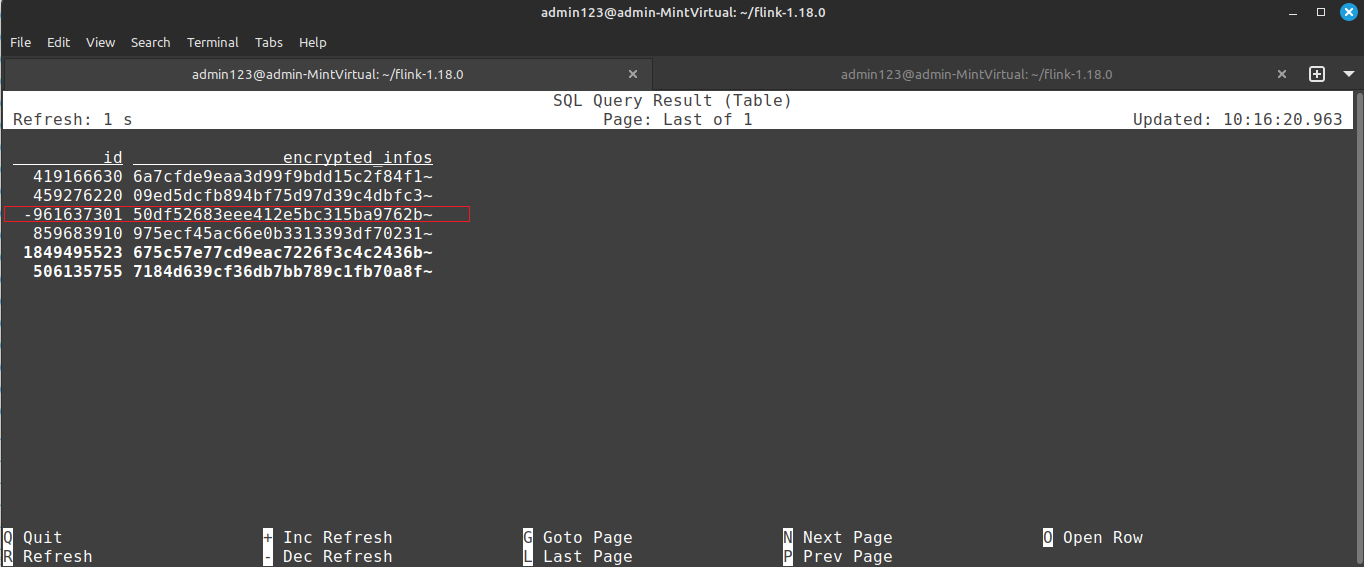 admin123@admin-MintVirtual: ~/flink-1.18.0
File Edit View Search Terminal Tabs Help
admin123@admin-MintVirtual: ~/flink-1.18.0 admin123@admin-MintVirtual: ~/flink-1.18.0
SQL Query Result (Table)
Refresh: 1 s Page: Last of 1 Updated: 10:16:20.963
id encrypted_infos
419166630 6a7cfde9eaa3d99f9bdd15c2f84f1~
459276220 09ed5dcfb894bf75d97d39c4dbfc3~
-961637301 50df52683eee412e5bc315ba9762b~
859683910 975ecf45ac66e0b3313393df70231~
1849495523 675c57e77cd9eac7226f3c4c2436b~
506135755 7184d639cf36db7bb789c1fb70a8f~
Q Quit + Inc Refresh G Goto Page N Next Page O Open Row
R Refresh - Dec Refresh L Last Page P Prev Page